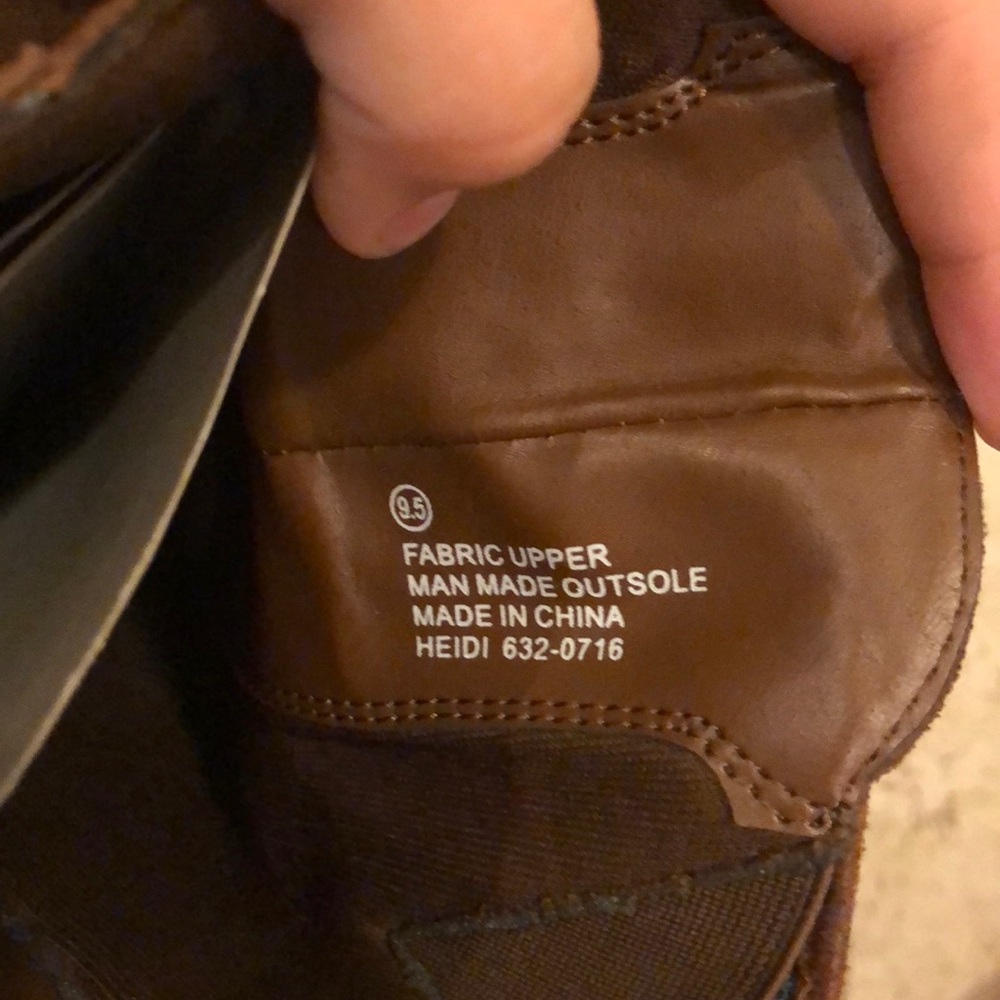 9.5
FABRIC UPPER
MAN MADE OUTSOLE
MADE IN CHINA
HEIDI 632-0716